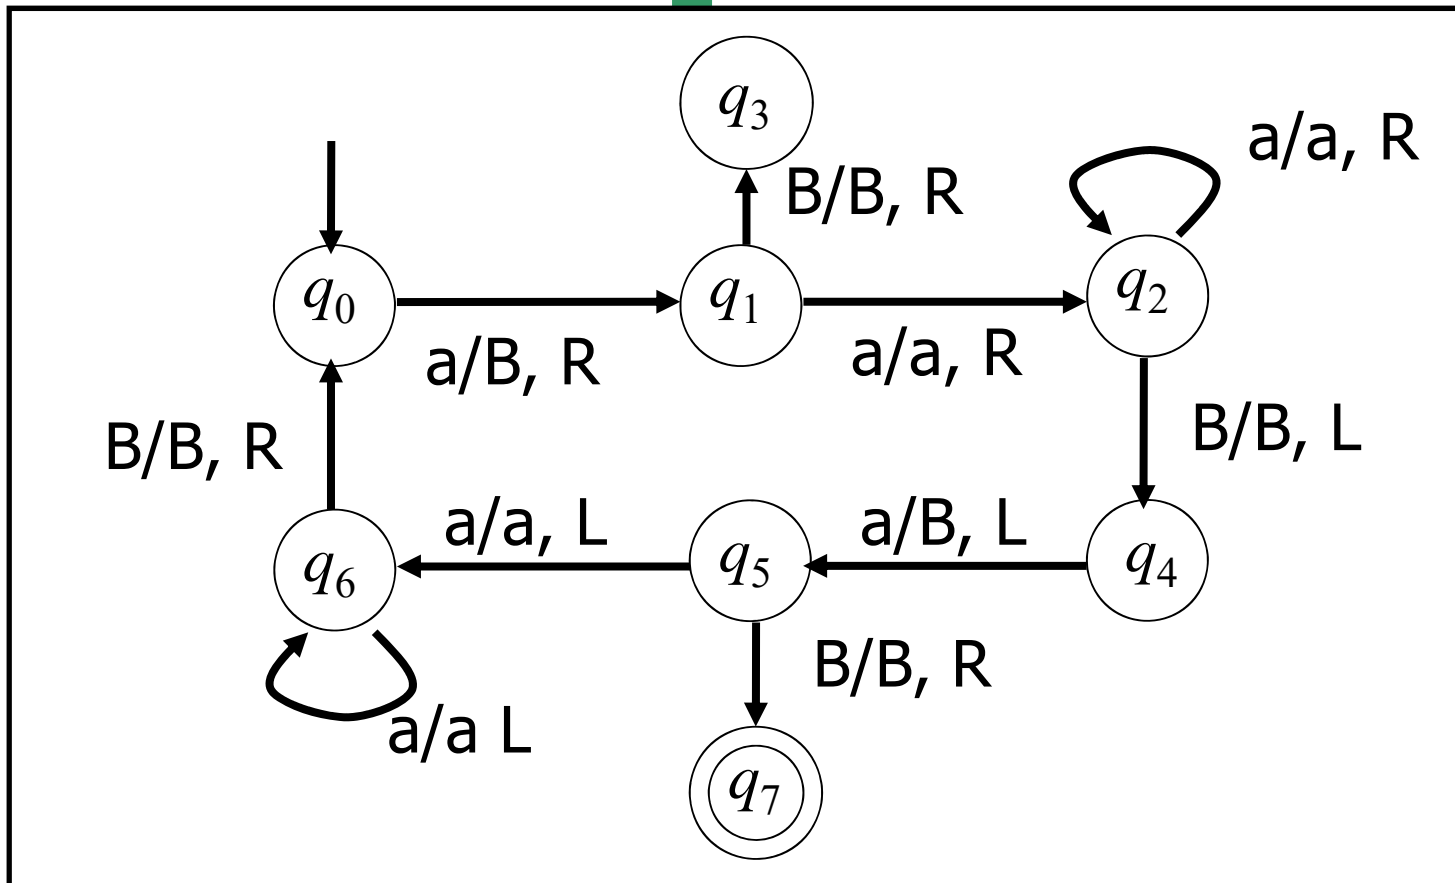 q3
a/a, R
B/B, R
q0
q1
q2
a/B, R
a/a, R
B/B, R
B/B, L
a/a, L
a/B, L
q6
q5
q4
B/B, R
a/a L
q7